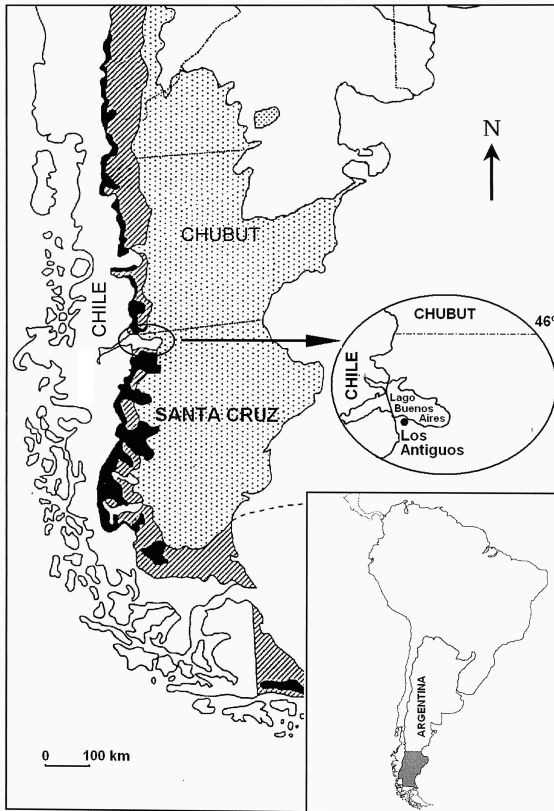 N
CHUBUT
CHILE
SANTA CRUZ
CHUBUT
46°
CHILE
Lago
Buenos
Aires
Los
Antiguos
ARGENTINA
0 100 km